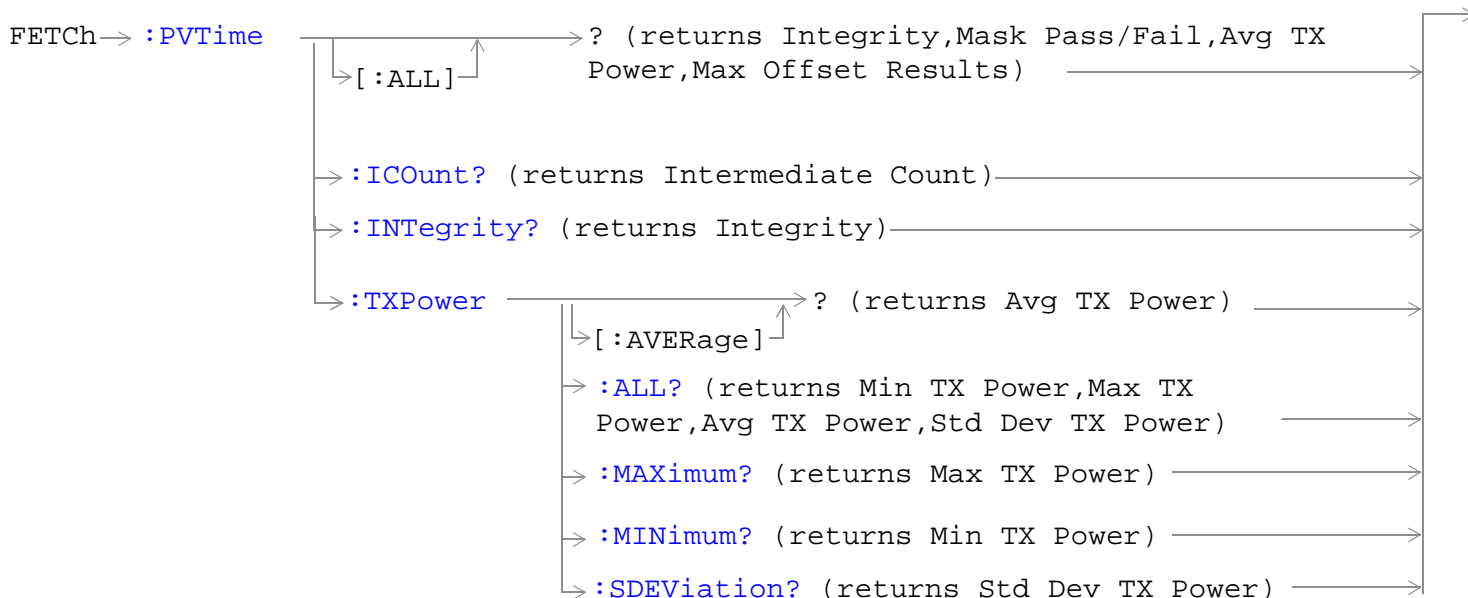 FETCh :PVTime ? (returns Integrity,Mask Pass/Fail,Avg TX
[:ALL] Power,Max Offset Results)
:ICOunt? (returns Intermediate Count)
:INTegrity? (returns Integrity)
:TXPower ? (returns Avg TX Power)
[:AVERage]
:ALL? (returns Min TX Power,Max TX
Power,Avg TX Power,Std Dev TX Power)
:MAXimum? (returns Max TX Power)
:MINimum? (returns Min TX Power)
:SDEViation? (returns Std Dev TX Power)